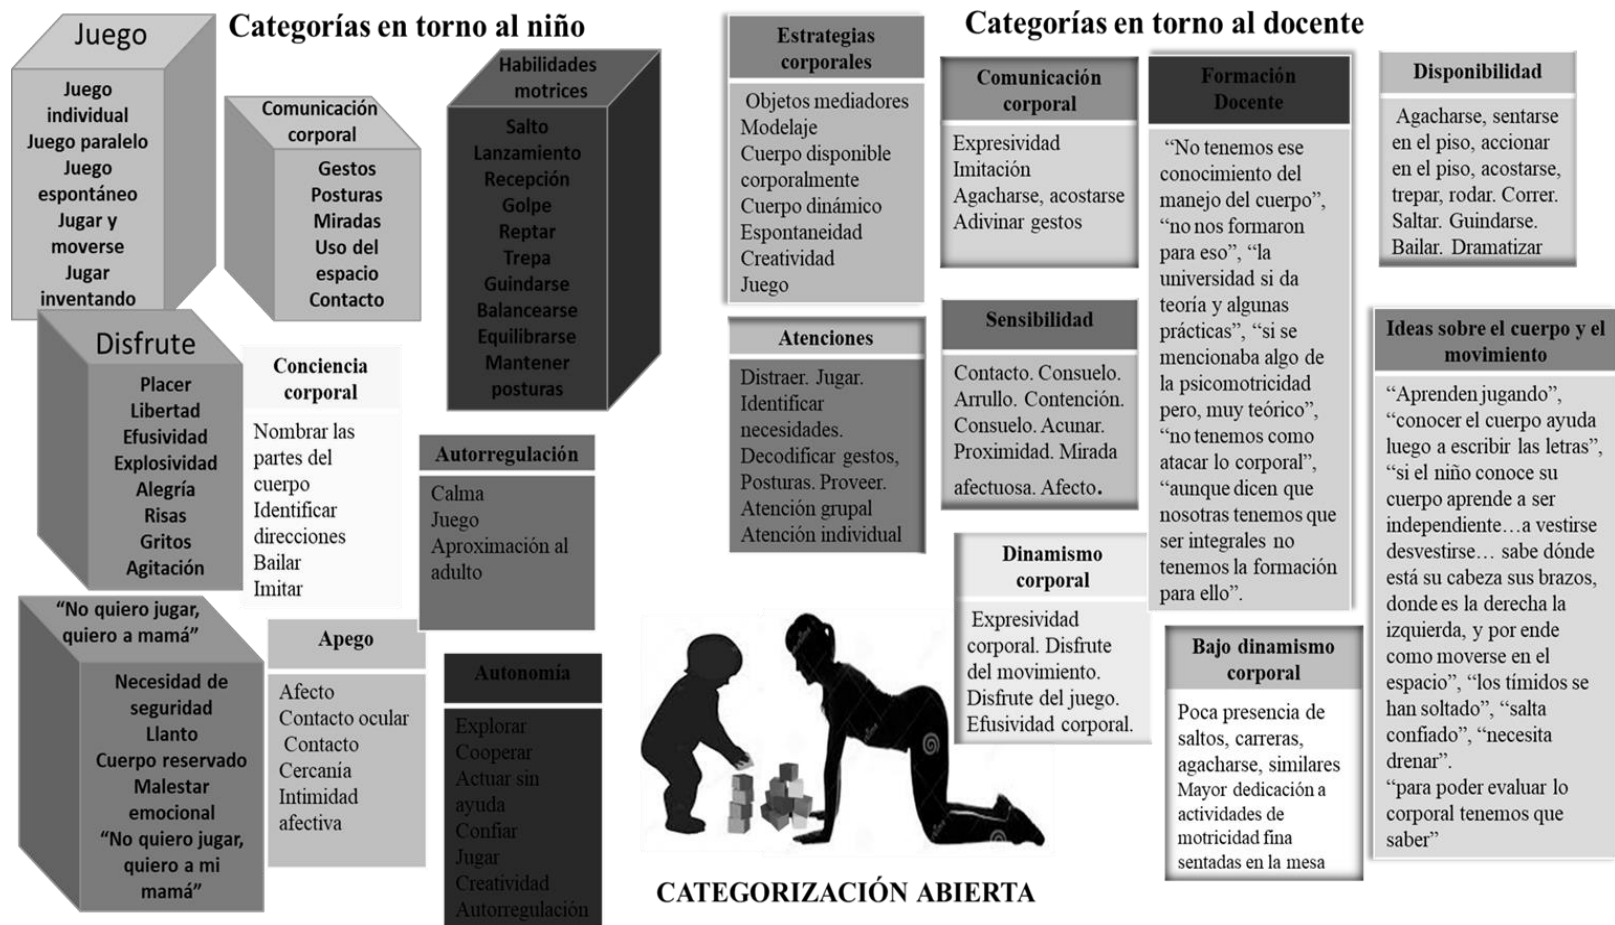 Categorías en torno al niño
Juego
Juego
individual
Juego paralelo
Juego
espontáneo
Jugar y
moverse
Jugar
inventando
Comunicación
corporal
Gestos
Posturas
Miradas
Uso del
espacio
Contacto
Habilidades
motrices
Salto
Lanzamiento
Recepción
Golpe
Reptar
Trepa
Guindarse
Balancearse
Equilibrarse
Mantener
posturas
Disfrute
Placer
Libertad
Efusividad
Explosividad
Alegría
Risas
Gritos
Agitación
Conciencia
corporal
Nombrar las
partes del
cuerpo
Identificar
direcciones
Bailar
Imitar
Autorregulación
Calma
Juego
Aproximación al
adulto
“No quiero jugar,
quiero a mamá”
Necesidad de
seguridad
Llanto
Cuerpo reservado
Malestar
emocional
“No quiero jugar,
quiero a mi
mamá”
Apego
Afecto
Contacto ocular
Contacto
Cercanía
Intimidad
afectiva
Autonomía
Explorar
Cooperar
Actuar sin
ayuda
Confiar
Jugar
Creatividad
Autorregulación
Categorías en torno al docente
Estrategias
corporales
Objetos mediadores
Modelaje
Cuerpo disponible
corporalmente
Cuerpo dinámico
Espontaneidad
Creatividad
Juego
Comunicación
corporal
Expresividad
Imitación
Agacharse, acostarse
Adivinar gestos
Formación
Docente
“No tenemos ese
conocimiento del
manejo del cuerpo”,
“no nos formaron
para eso”, “la
universidad si da
teoría y algunas
prácticas”, “si se
mencionaba algo de
la psicomotricidad
pero, muy teórico”,
“no tenemos como
atacar lo corporal”,
“aunque dicen que
nosotras tenemos que
ser integrales no
tenemos la formación
para ello”.
Disponibilidad
Agacharse, sentarse
en el piso, accionar
en el piso, acostarse,
trepar, rodar. Correr.
Saltar. Guindarse.
Bailar. Dramatizar
Atenciones
Distraer. Jugar.
Identificar
necesidades.
Decodificar gestos,
Posturas. Proveer.
Atención grupal
Atención individual
Sensibilidad
Contacto. Consuelo.
Arrullo. Contención.
Consuelo. Acunar.
Proximidad. Mirada
afectuosa. Afecto.
Ideas sobre el cuerpo y el
movimiento
“Aprenden jugando”,
“conocer el cuerpo ayuda
luego a escribir las letras”,
“si el niño conoce su
cuerpo aprende a ser
independiente…a vestirse
desvestirse… sabe dónde
está su cabeza sus brazos,
donde es la derecha la
izquierda, y por ende
como moverse en el
espacio”, “los tímidos se
han soltado”, “salta
confiado”, “necesita
drenar”.
“para poder evaluar lo
corporal tenemos que
saber”
Dinamismo
corporal
Expresividad
corporal. Disfrute
del movimiento.
Disfrute del juego.
Efusividad corporal.
Bajo dinamismo
corporal
Poca presencia de
saltos, carreras,
agacharse, similares
Mayor dedicación a
actividades de
motricidad fina
sentadas en la mesa
CATEGORIZACIÓN ABIERTA